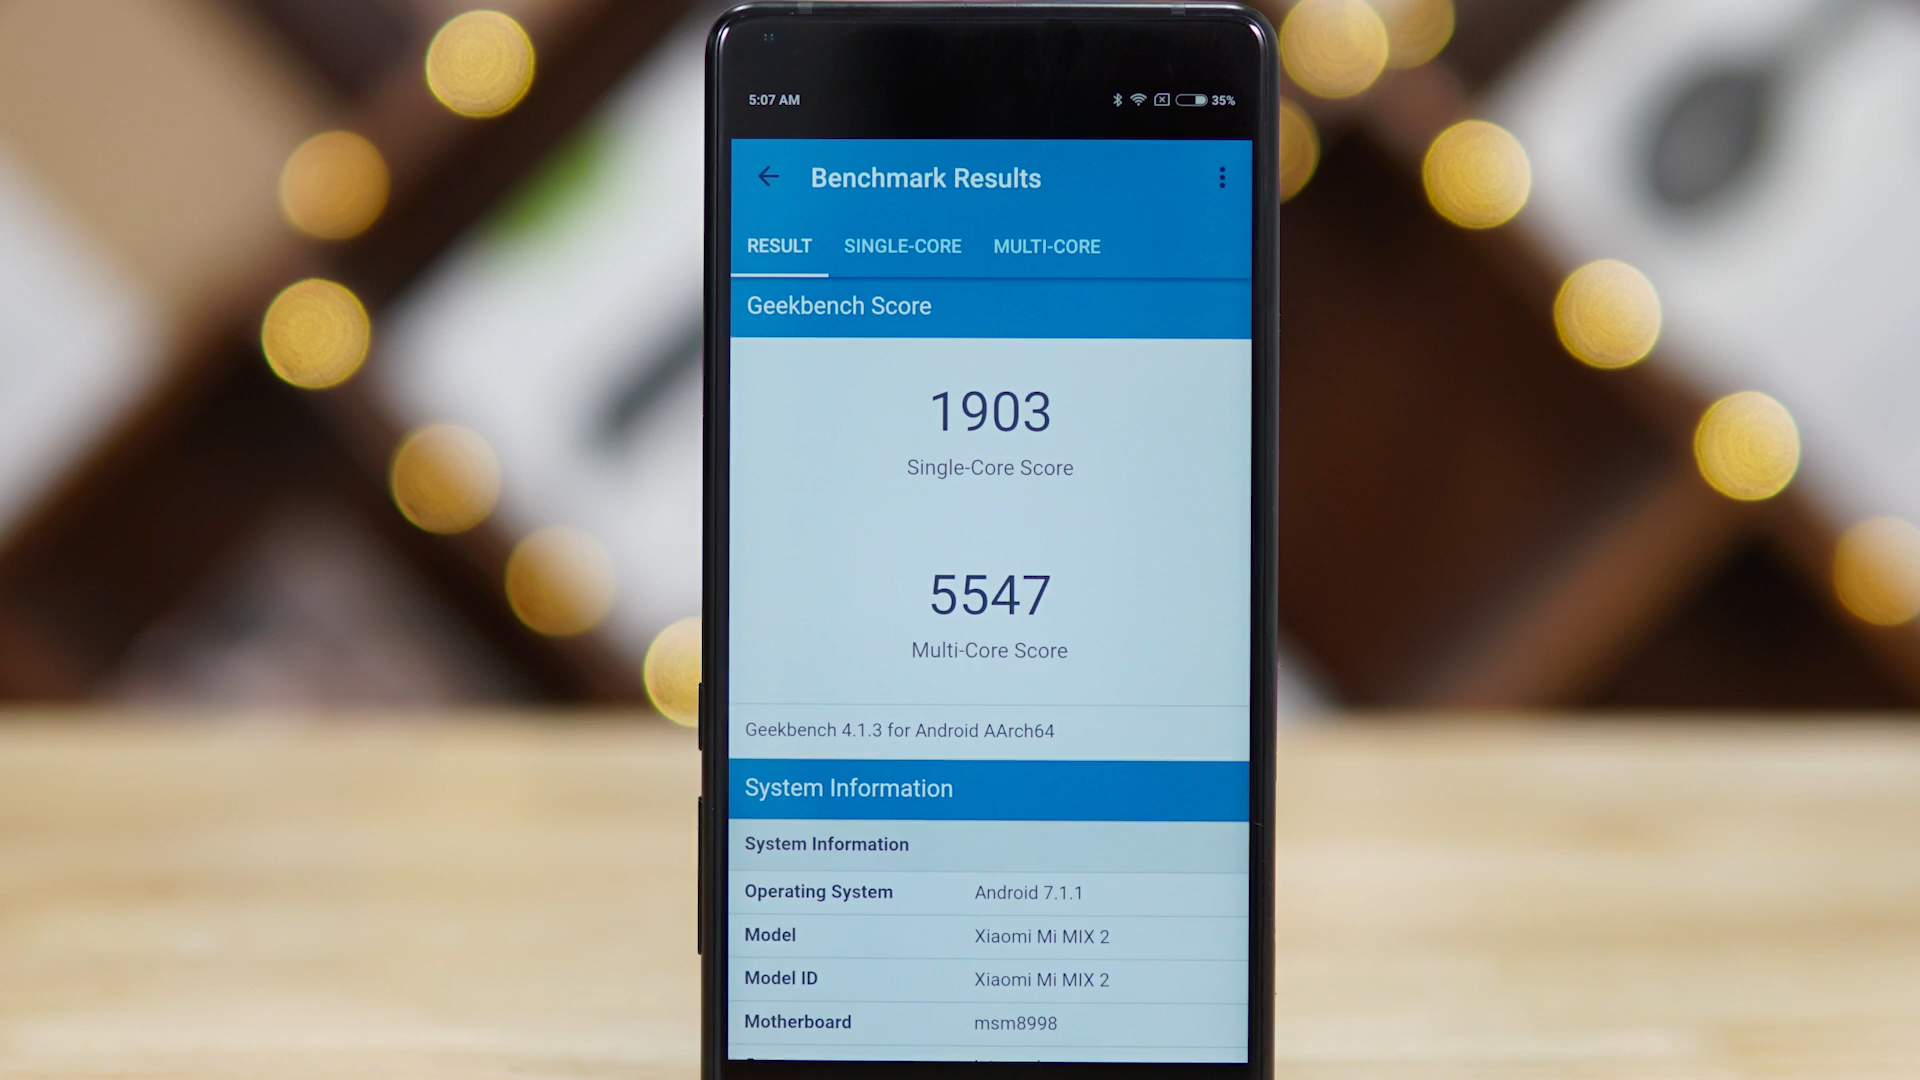 5:07 AM 35%
Benchmark Results
RESULT SINGLE-CORE MULTI-CORE
Geekbench Score
1903
Single-Core Score
5547
Multi-Core Score
Geekbench 4.1.3 for Android AArch64
System Information
System Information
Operating System Android 7.1.1
Model Xiaomi Mi MIX 2
Model ID Xiaomi Mi MIX 2
Motherboard msm8998